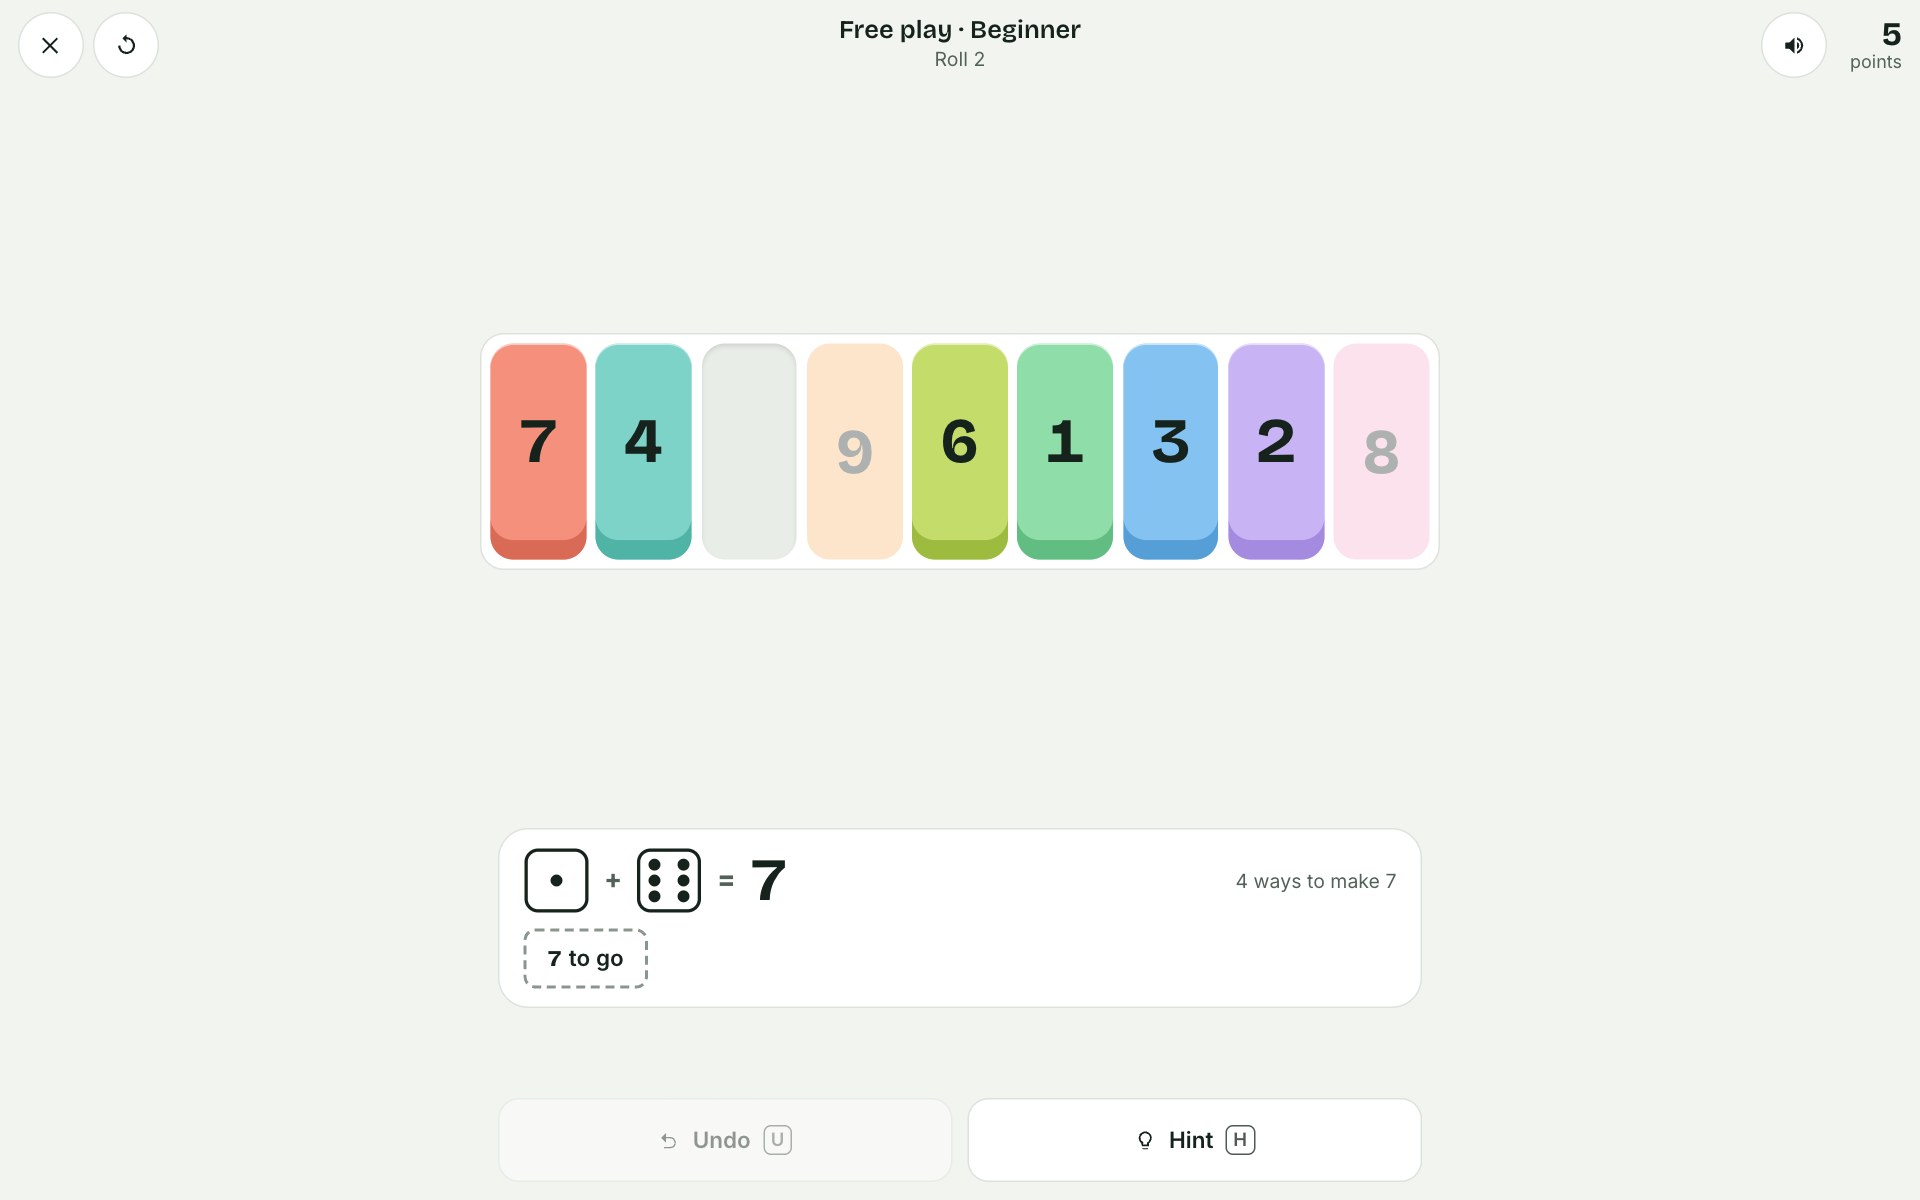 Free play · Beginner
Roll 2
5
points
7 4 9 6 1 3 2 8
+ = 7
4 ways to make 7
7 to go
Undo U
Hint H